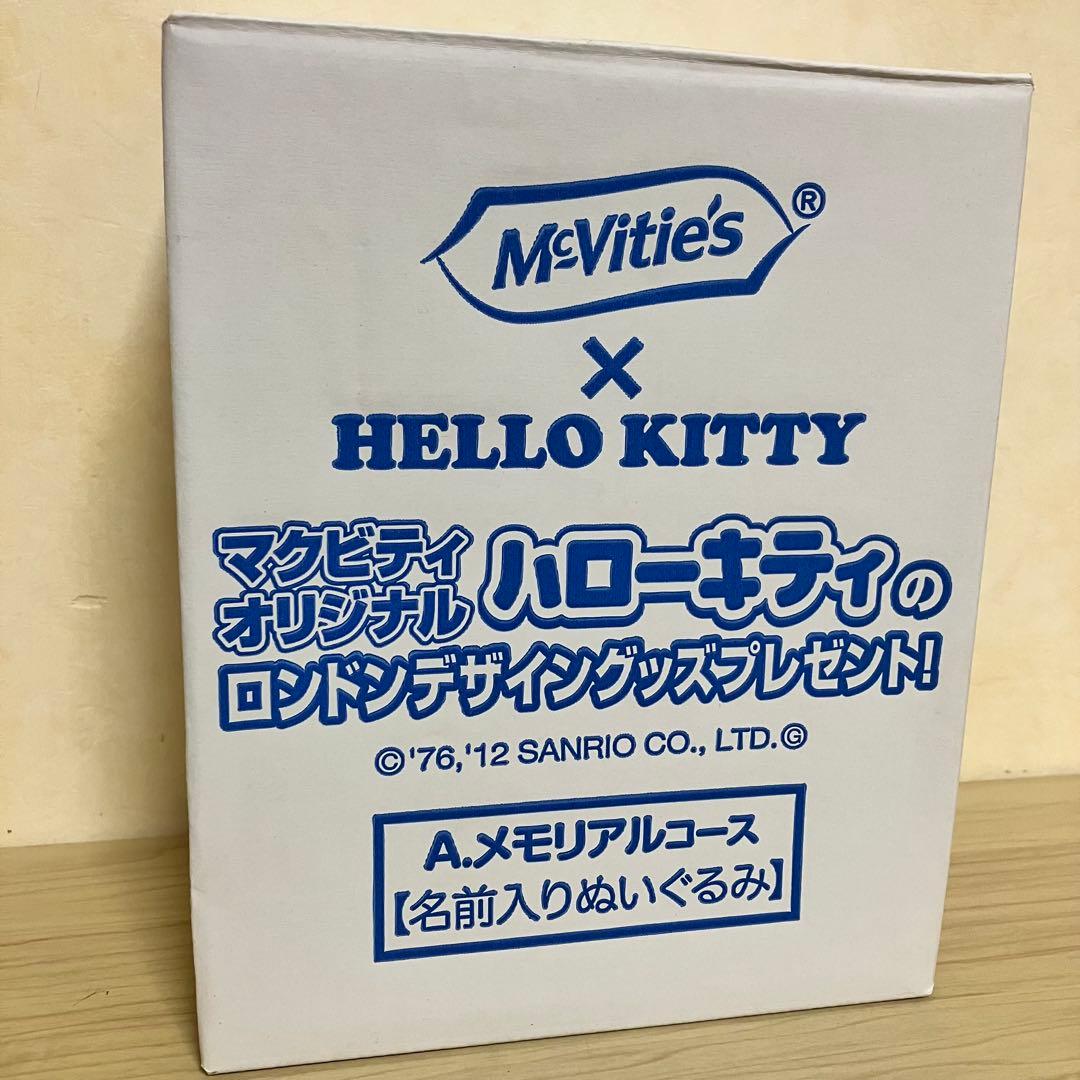 McVitie's®
×
HELLO KITTY
マクビティ
オリジナル ハローキティの
ロンドンデザイングッズプレゼント!
© '76,'12 SANRIO CO., LTD.Ⓖ
A.メモリアルコース
【名前入りぬいぐるみ】